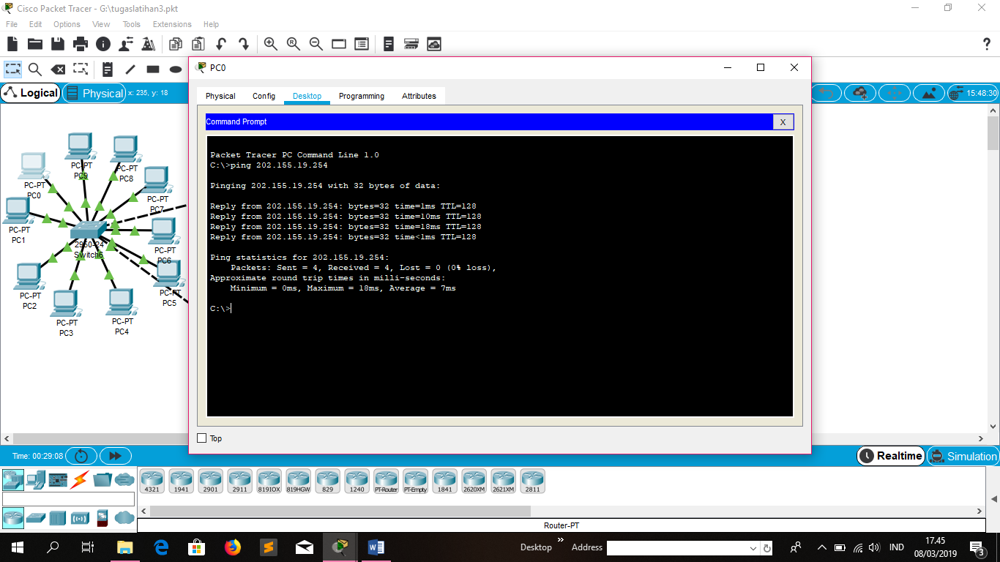 Cisco Packet Tracer - G:\tugaslatihan3.pkt
File Edit Options View Tools Extensions Help
?
PC0
Physical Config Desktop Programming Attributes
Logical Physical x: 235, y: 18
15:48:30
Command Prompt X
Packet Tracer PC Command Line 1.0
C:\>ping 202.155.19.254
Pinging 202.155.19.254 with 32 bytes of data:
Reply from 202.155.19.254: bytes=32 time=1ms TTL=128
Reply from 202.155.19.254: bytes=32 time=10ms TTL=128
Reply from 202.155.19.254: bytes=32 time=18ms TTL=128
Reply from 202.155.19.254: bytes=32 time<1ms TTL=128
Ping statistics for 202.155.19.254:
Packets: Sent = 4, Received = 4, Lost = 0 (0% loss),
Approximate round trip times in milli-seconds:
Minimum = 0ms, Maximum = 18ms, Average = 7ms
C:\>
PC-PT
PC9
PC-PT
PC8
PC-PT
PC0
PC-PT
PC7
PC-PT
PC1
2950-24
Switch6
PC-PT
PC6
PC-PT
PC2
PC-PT
PC5
PC-PT
PC3
PC-PT
PC4
Top
Time: 00:29:08
Realtime Simulation
4321 1941 2901 2911 819IOX 819HGW 829 1240 PT-Router PT-Empty 1841 2620XM 2621XM 2811
Router-PT
Desktop » Address
IND
17.45
08/03/2019
3